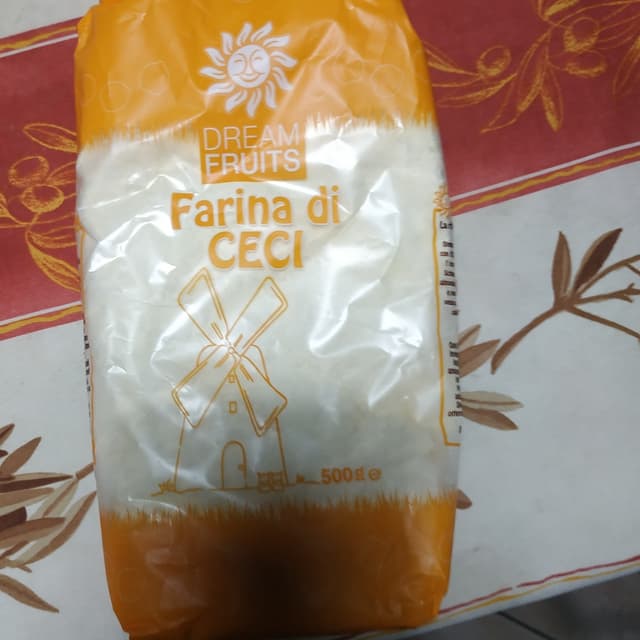 DREAM
FRUITS
Farina di
CECI
500g ℮